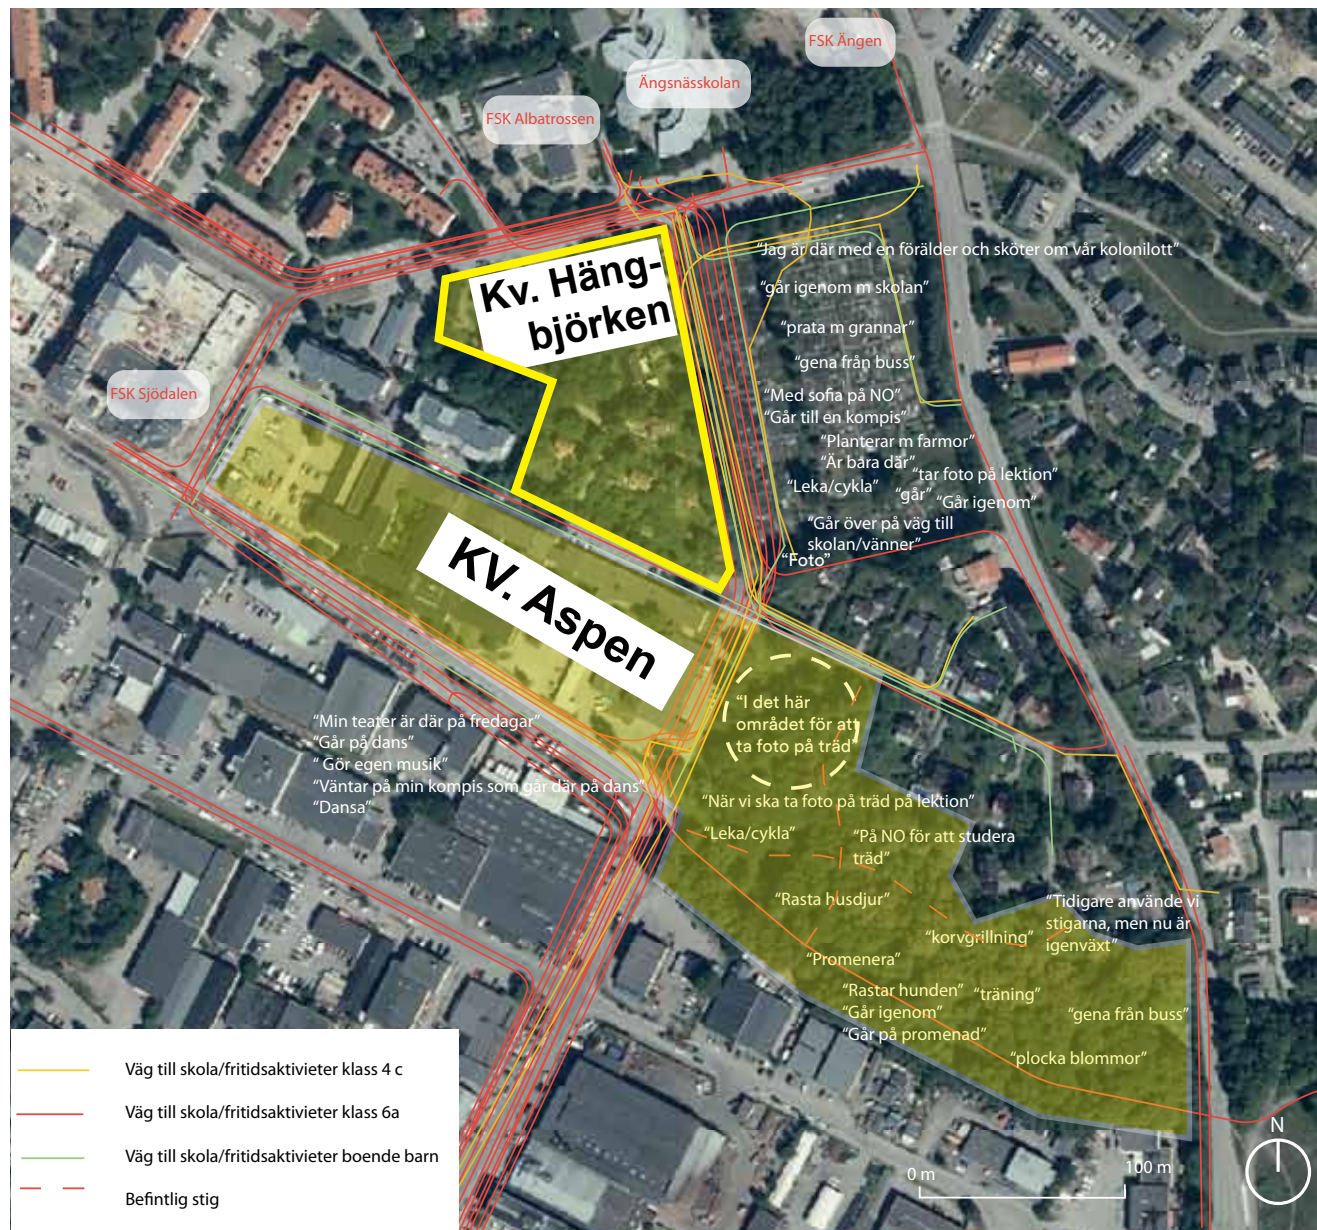 FSK Ängen
Ängsnässkolan
FSK Albatrossen
Kv. Häng-
björken
“Jag är där med en förälder och sköter om vår kolonilott”
“går igenom m skolan”
“prata m grannar”
“gena från buss”
“Med sofia på NO”
“Går till en kompis”
“Planterar m farmor”
“Är bara där”
“tar foto på lektion”
“Leka/cykla”
“går”
“Går igenom”
“Går över på väg till
skolan/vänner”
“Foto”
FSK Sjödalen
KV. Aspen
“I det här
området för att
ta foto på träd”
“Min teater är där på fredagar”
“Går på dans”
“ Gör egen musik”
“Väntar på min kompis som går där på dans”
“Dansa”
“När vi ska ta foto på träd på lektion”
“Leka/cykla”
“På NO för att studera
träd”
“Rasta husdjur”
“Tidigare använde vi
stigarna, men nu är
igenväxt”
“korvgrillning”
“Promenera”
“Rastar hunden”
“träning”
“Går igenom”
“Går på promenad”
“gena från buss”
“plocka blommor”
Väg till skola/fritidsaktivieter klass 4 c
Väg till skola/fritidsaktivieter klass 6a
Väg till skola/fritidsaktivieter boende barn
Befintlig stig
0 m
100 m
N